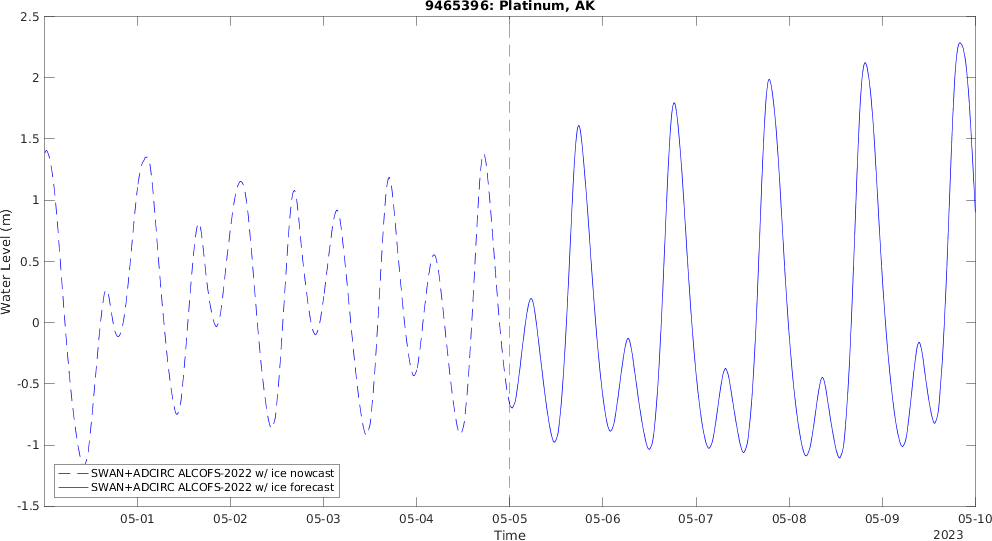 9465396: Platinum, AK
2.5
2
1.5
1
0.5
0
-0.5
-1
-1.5
Water Level (m)
SWAN+ADCIRC ALCOFS-2022 w/ ice nowcast
SWAN+ADCIRC ALCOFS-2022 w/ ice forecast
05-01 05-02 05-03 05-04 05-05 05-06 05-07 05-08 05-09 05-10
Time
2023